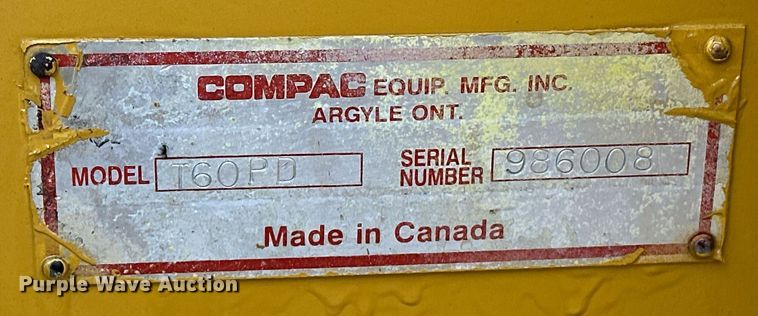 COMPAC EQUIP. MFG. INC.
ARGYLE ONT.
MODEL T60PD
SERIAL NUMBER 986008
Made in Canada
Purple Wave Auction